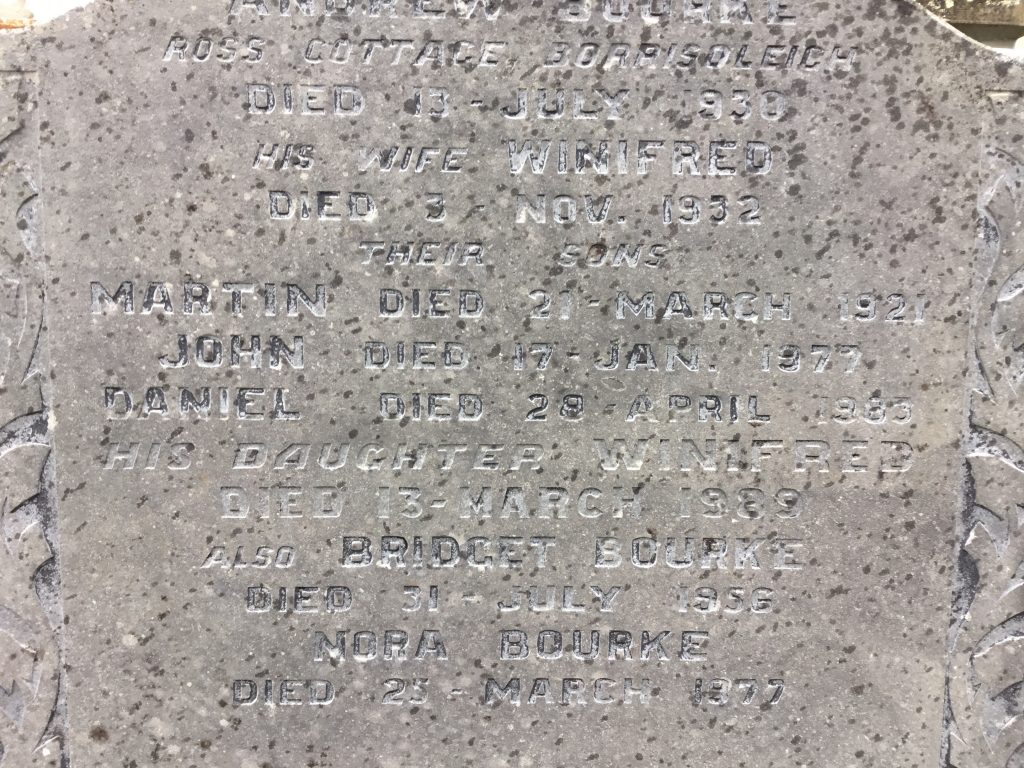 ANDREW BOURKE
ROSS COTTAGE, BORRISOLEIGH
DIED 13 - JULY 1930
HIS WIFE WINIFRED
DIED 3 - NOV. 1932
THEIR SONS
MARTIN DIED 21 - MARCH 1921
JOHN DIED 17 - JAN. 1977
DANIEL DIED 28 - APRIL 1983
HIS DAUGHTER WINIFRED
DIED 13 - MARCH 1989
ALSO BRIDGET BOURKE
DIED 31 - JULY 1956
NORA BOURKE
DIED 25 - MARCH 1977